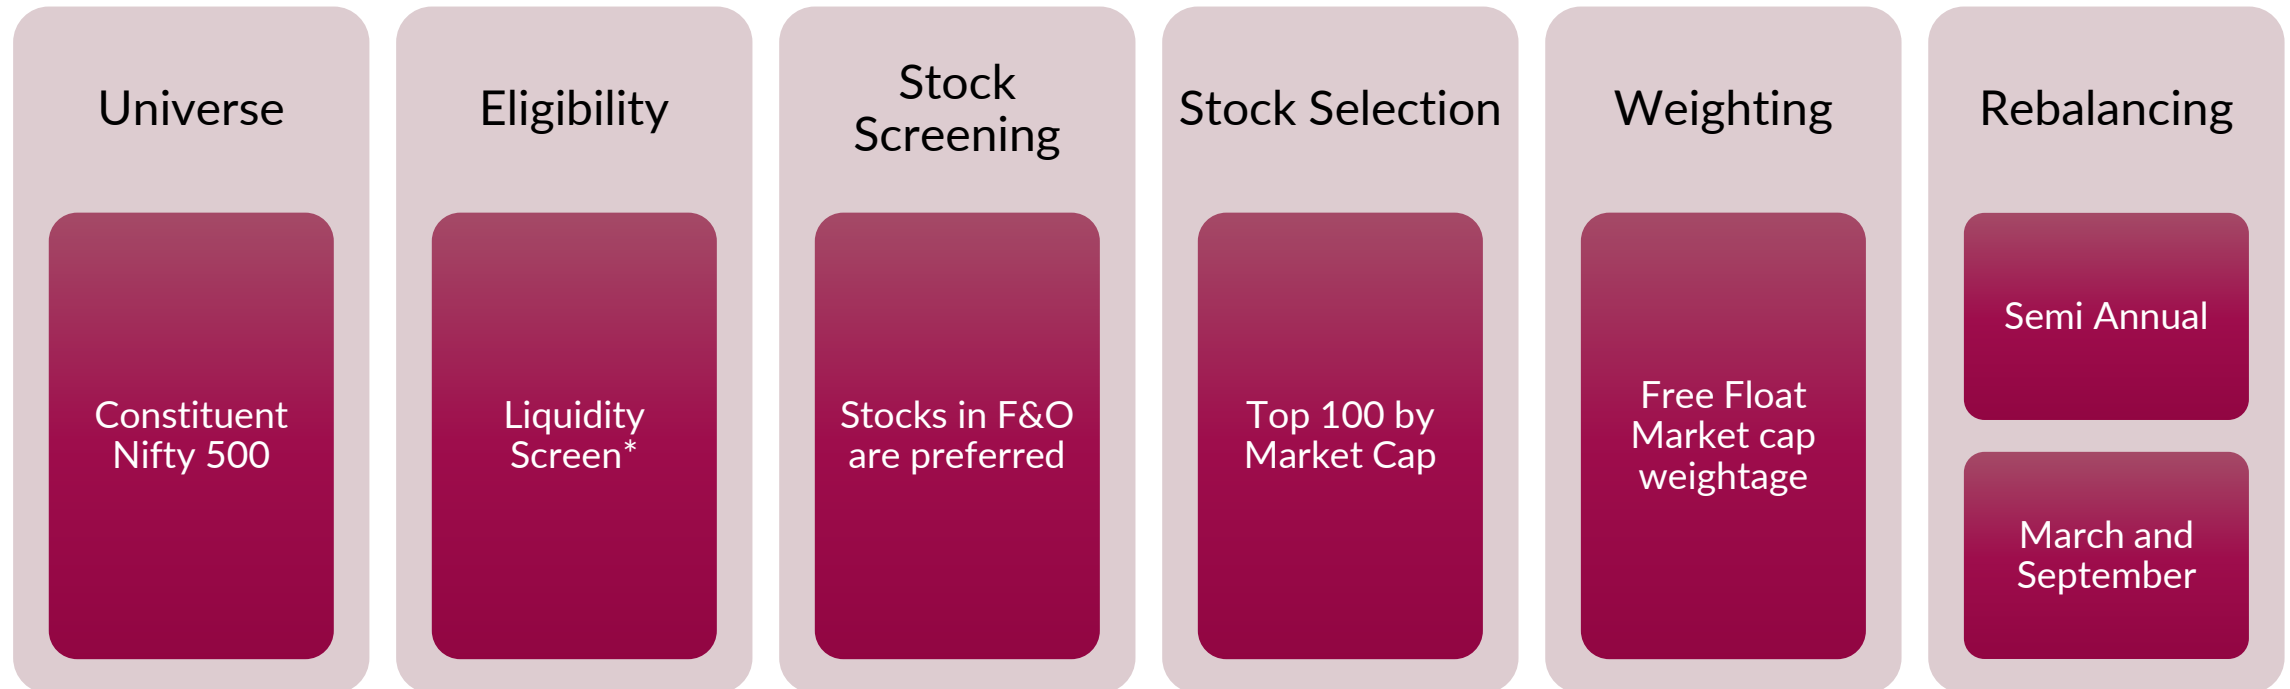 Universe
Constituent
Nifty 500
Eligibility
Liquidity
Screen*
Stock
Screening
Stocks in F&O
are preferred
Stock Selection
Top 100 by
Market Cap
Weighting
Free Float
Market cap
weightage
Rebalancing
Semi Annual
March and
September